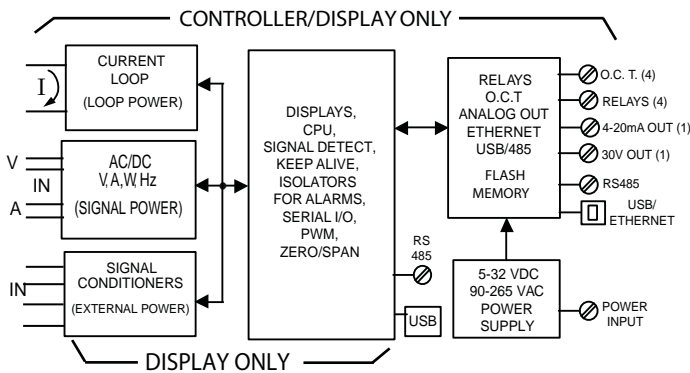 CONTROLLER/DISPLAY ONLY
CURRENT
LOOP
(LOOP POWER)
I
V
IN
A
AC/DC
V,A,W,Hz
(SIGNAL POWER)
IN
SIGNAL
CONDITIONERS
(EXTERNAL POWER)
DISPLAYS,
CPU,
SIGNAL DETECT,
KEEP ALIVE,
ISOLATORS
FOR ALARMS,
SERIAL I/O,
PWM,
ZERO/SPAN
RS
485
USB
RELAYS
O.C.T
ANALOG OUT
ETHERNET
USB/485
FLASH
MEMORY
O.C. T. (4)
RELAYS (4)
4-20mA OUT (1)
30V OUT (1)
RS485
USB/
ETHERNET
5-32 VDC
90-265 VAC
POWER
SUPPLY
POWER
INPUT
DISPLAY ONLY